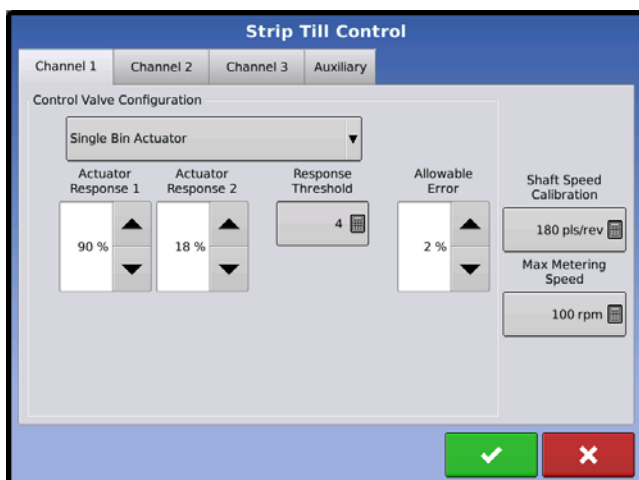 Strip Till Control
Channel 1
Channel 2
Channel 3
Auxiliary
Control Valve Configuration
Single Bin Actuator
Actuator
Response 1
Actuator
Response 2
Response
Threshold
Allowable
Error
90 %
18 %
4
2 %
Shaft Speed
Calibration
180 pls/rev
Max Metering
Speed
100 rpm